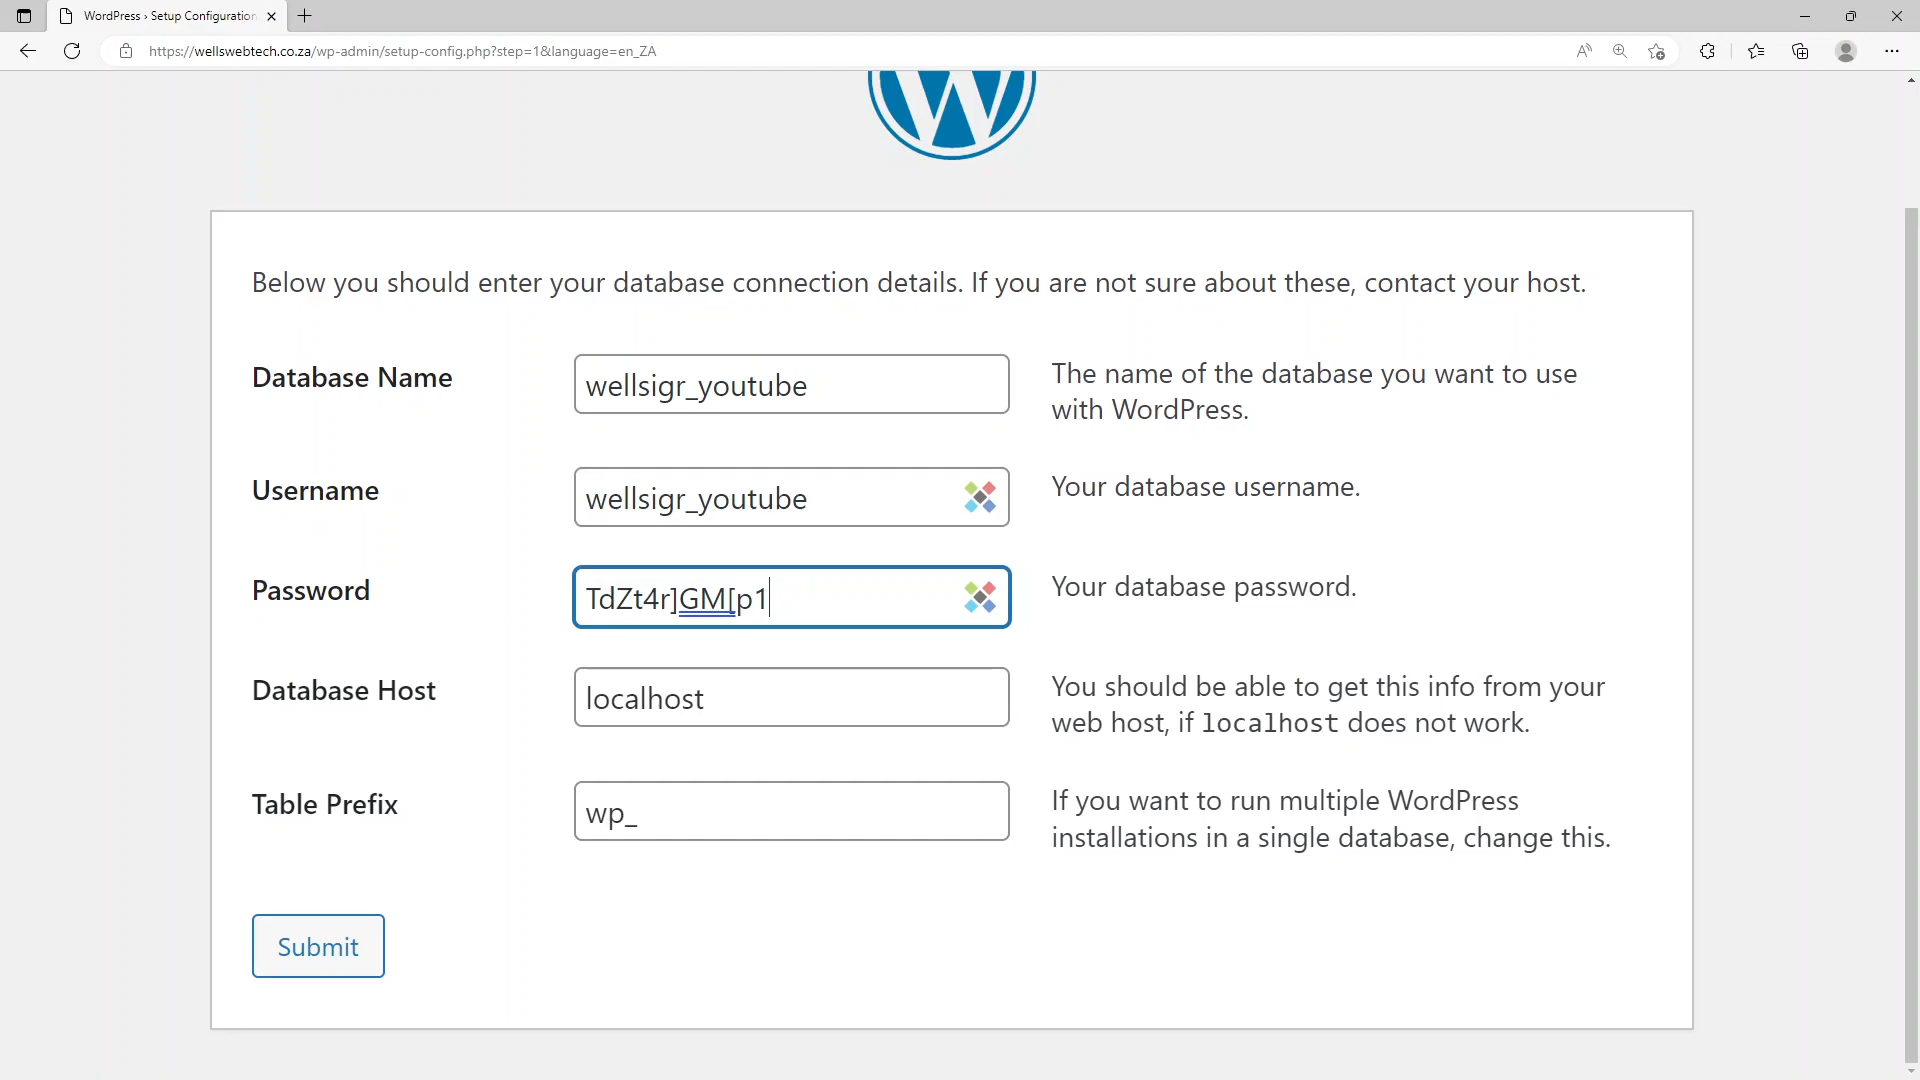 WordPress › Setup Configuration
https://wellswebtech.co.za/wp-admin/setup-config.php?step=1&language=en_ZA
Below you should enter your database connection details. If you are not sure about these, contact your host.
Database Name
wellsigr_youtube
The name of the database you want to use
with WordPress.
Username
wellsigr_youtube
Your database username.
Password
TdZt4r]GM[p1
Your database password.
Database Host
localhost
You should be able to get this info from your
web host, if localhost does not work.
Table Prefix
wp_
If you want to run multiple WordPress
installations in a single database, change this.
Submit